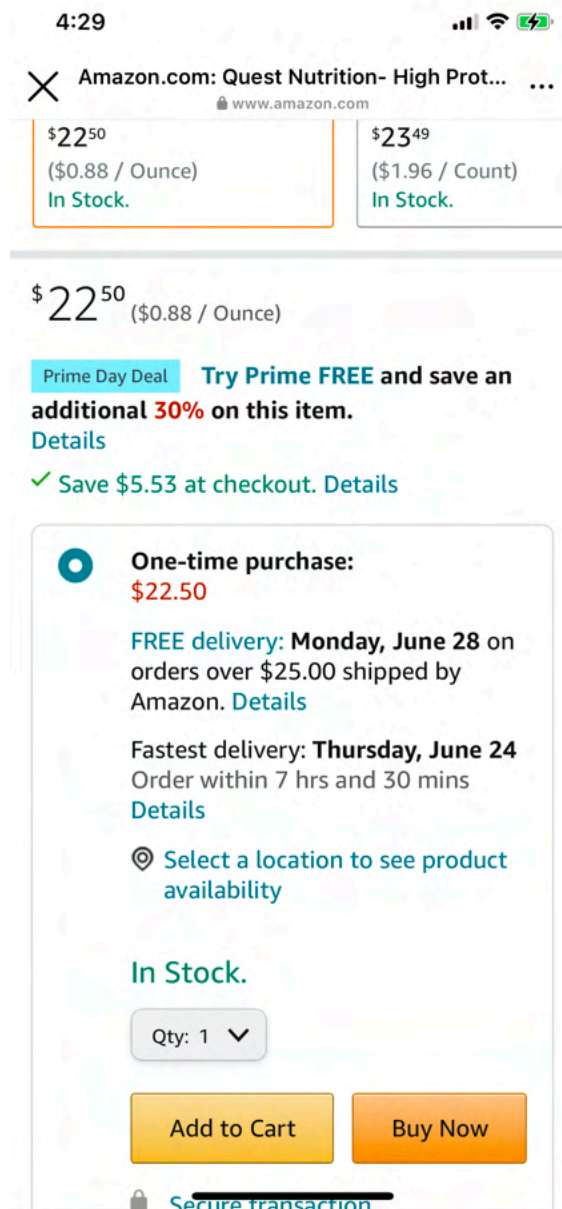 4:29
Amazon.com: Quest Nutrition- High Prot...
www.amazon.com
$22 50
($0.88 / Ounce)
In Stock.
$23 49
($1.96 / Count)
In Stock.
$22 50 ($0.88 / Ounce)
Prime Day Deal Try Prime FREE and save an
additional 30% on this item.
Details
Save $5.53 at checkout. Details
One-time purchase:
$22.50
FREE delivery: Monday, June 28 on
orders over $25.00 shipped by
Amazon. Details
Fastest delivery: Thursday, June 24
Order within 7 hrs and 30 mins
Details
Select a location to see product
availability
In Stock.
Qty: 1
Add to Cart
Buy Now
Secure transaction